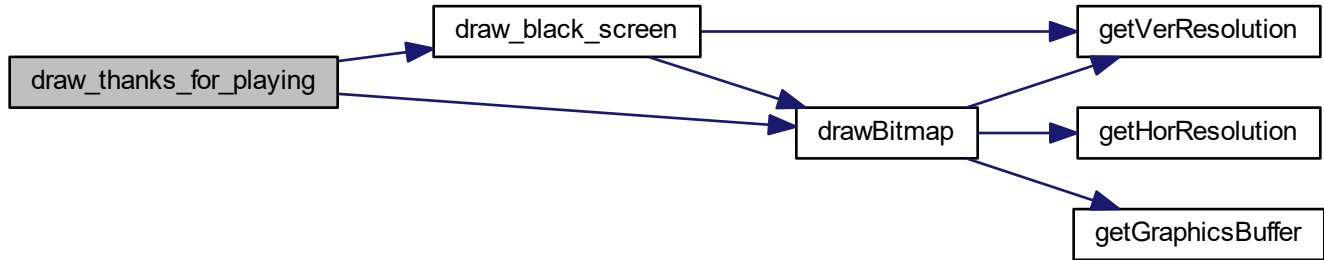 draw_thanks_for_playing
draw_black_screen
drawBitmap
getVerResolution
getHorResolution
getGraphicsBuffer